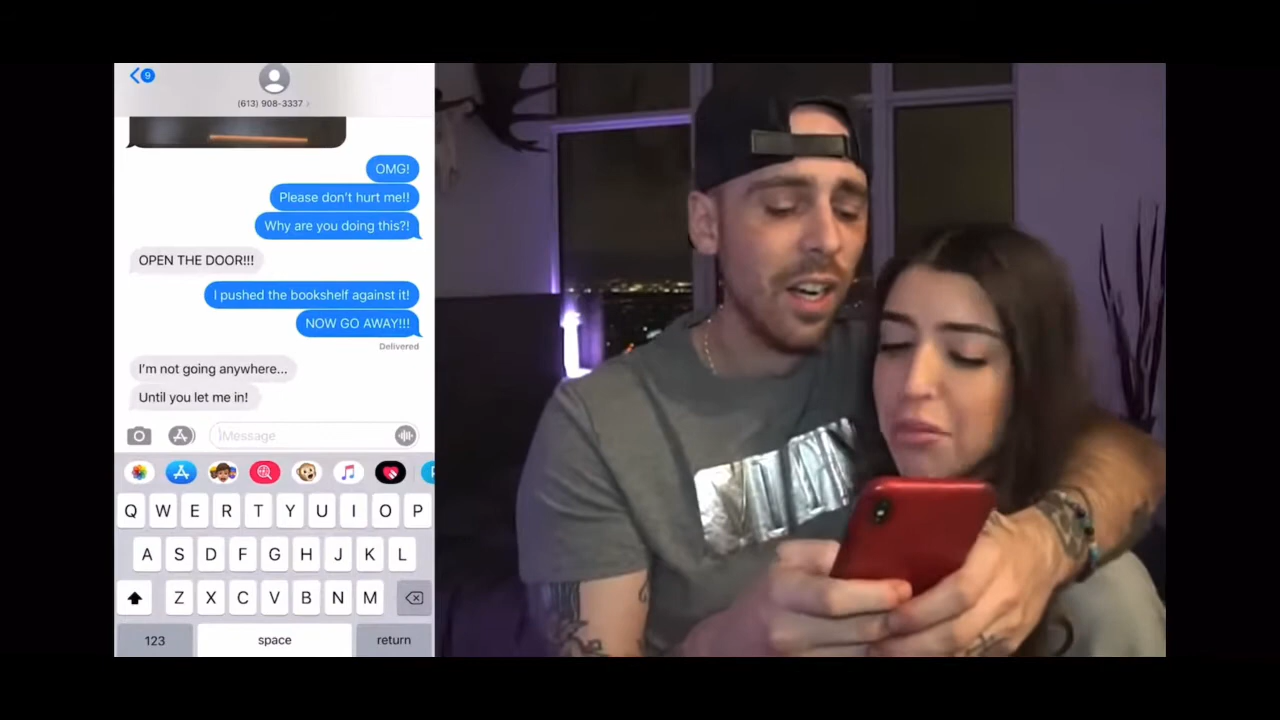 9
(613) 908-3337 >
OMG!
Please don't hurt me!!
Why are you doing this?!
OPEN THE DOOR!!!
I pushed the bookshelf against it!
NOW GO AWAY!!!
Delivered
I'm not going anywhere...
Until you let me in!
iMessage
Q W E R T Y U I O P
A S D F G H J K L
Z X C V B N M
123 space return